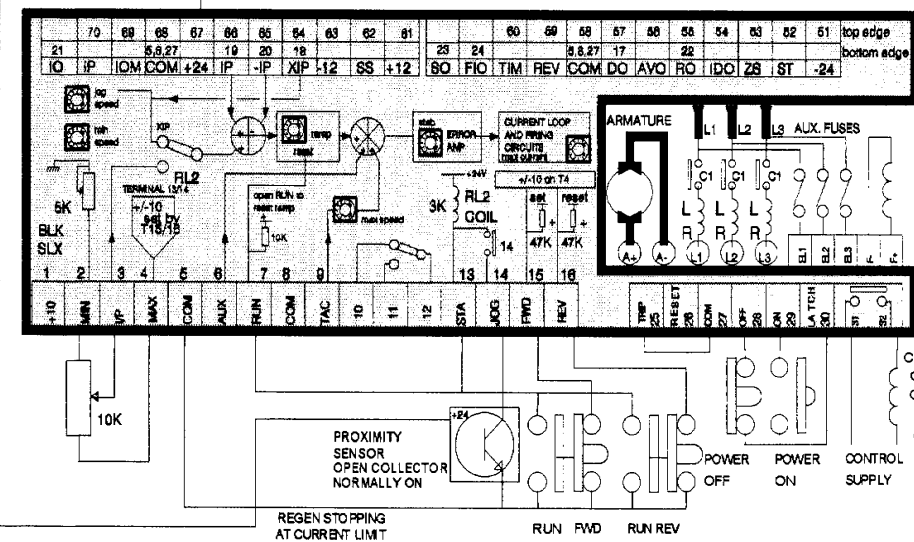 70 69 68 67 66 65 64 63 62 61 60 59 58 57 56 55 54 53 52 51 top edge
21 5,8,27 19 20 18 23 24 5,8,27 17 22 bottom edge
IO IP IOM COM +24 IP -IP XIP -12 SS +12 SO FIO TIM REV COM DO AVO RO IDO ZS ST -24
jog speed
min speed
XIP
RL2
ramp
reset
stab
ERROR AMP
CURRENT LOOP
AND FIRING
CIRCUITS
max current
ARMATURE
L1 L2 L3 AUX. FUSES
C1 C1 C1
5K
BLK
SLX
TERMINAL 13/14
+/-10
set by
T15/16
open RUN to
reset ramp
10K
max speed
+24V
3K
RL2
COIL
14
+/-10 on T4
set reset
47K 47K
L L L
R R R
A+ A- L1 L2 L3 EL1 EL2 EL3 F- F+
1 2 3 4 5 6 7 8 9 10 11 12 13 14 15 16
+10 MIN I/P MAX COM AUX RUN COM TAC STA JOG FWD REV
TRIP 25
RESET 26
COM 27
OFF 28
ON 29
LATCH 30
S1 S2
10K
+24
PROXIMITY
SENSOR
OPEN COLLECTOR
NORMALLY ON
POWER OFF
POWER ON
CONTROL SUPPLY
REGEN STOPPING
AT CURRENT LIMIT
RUN FWD
RUN REV